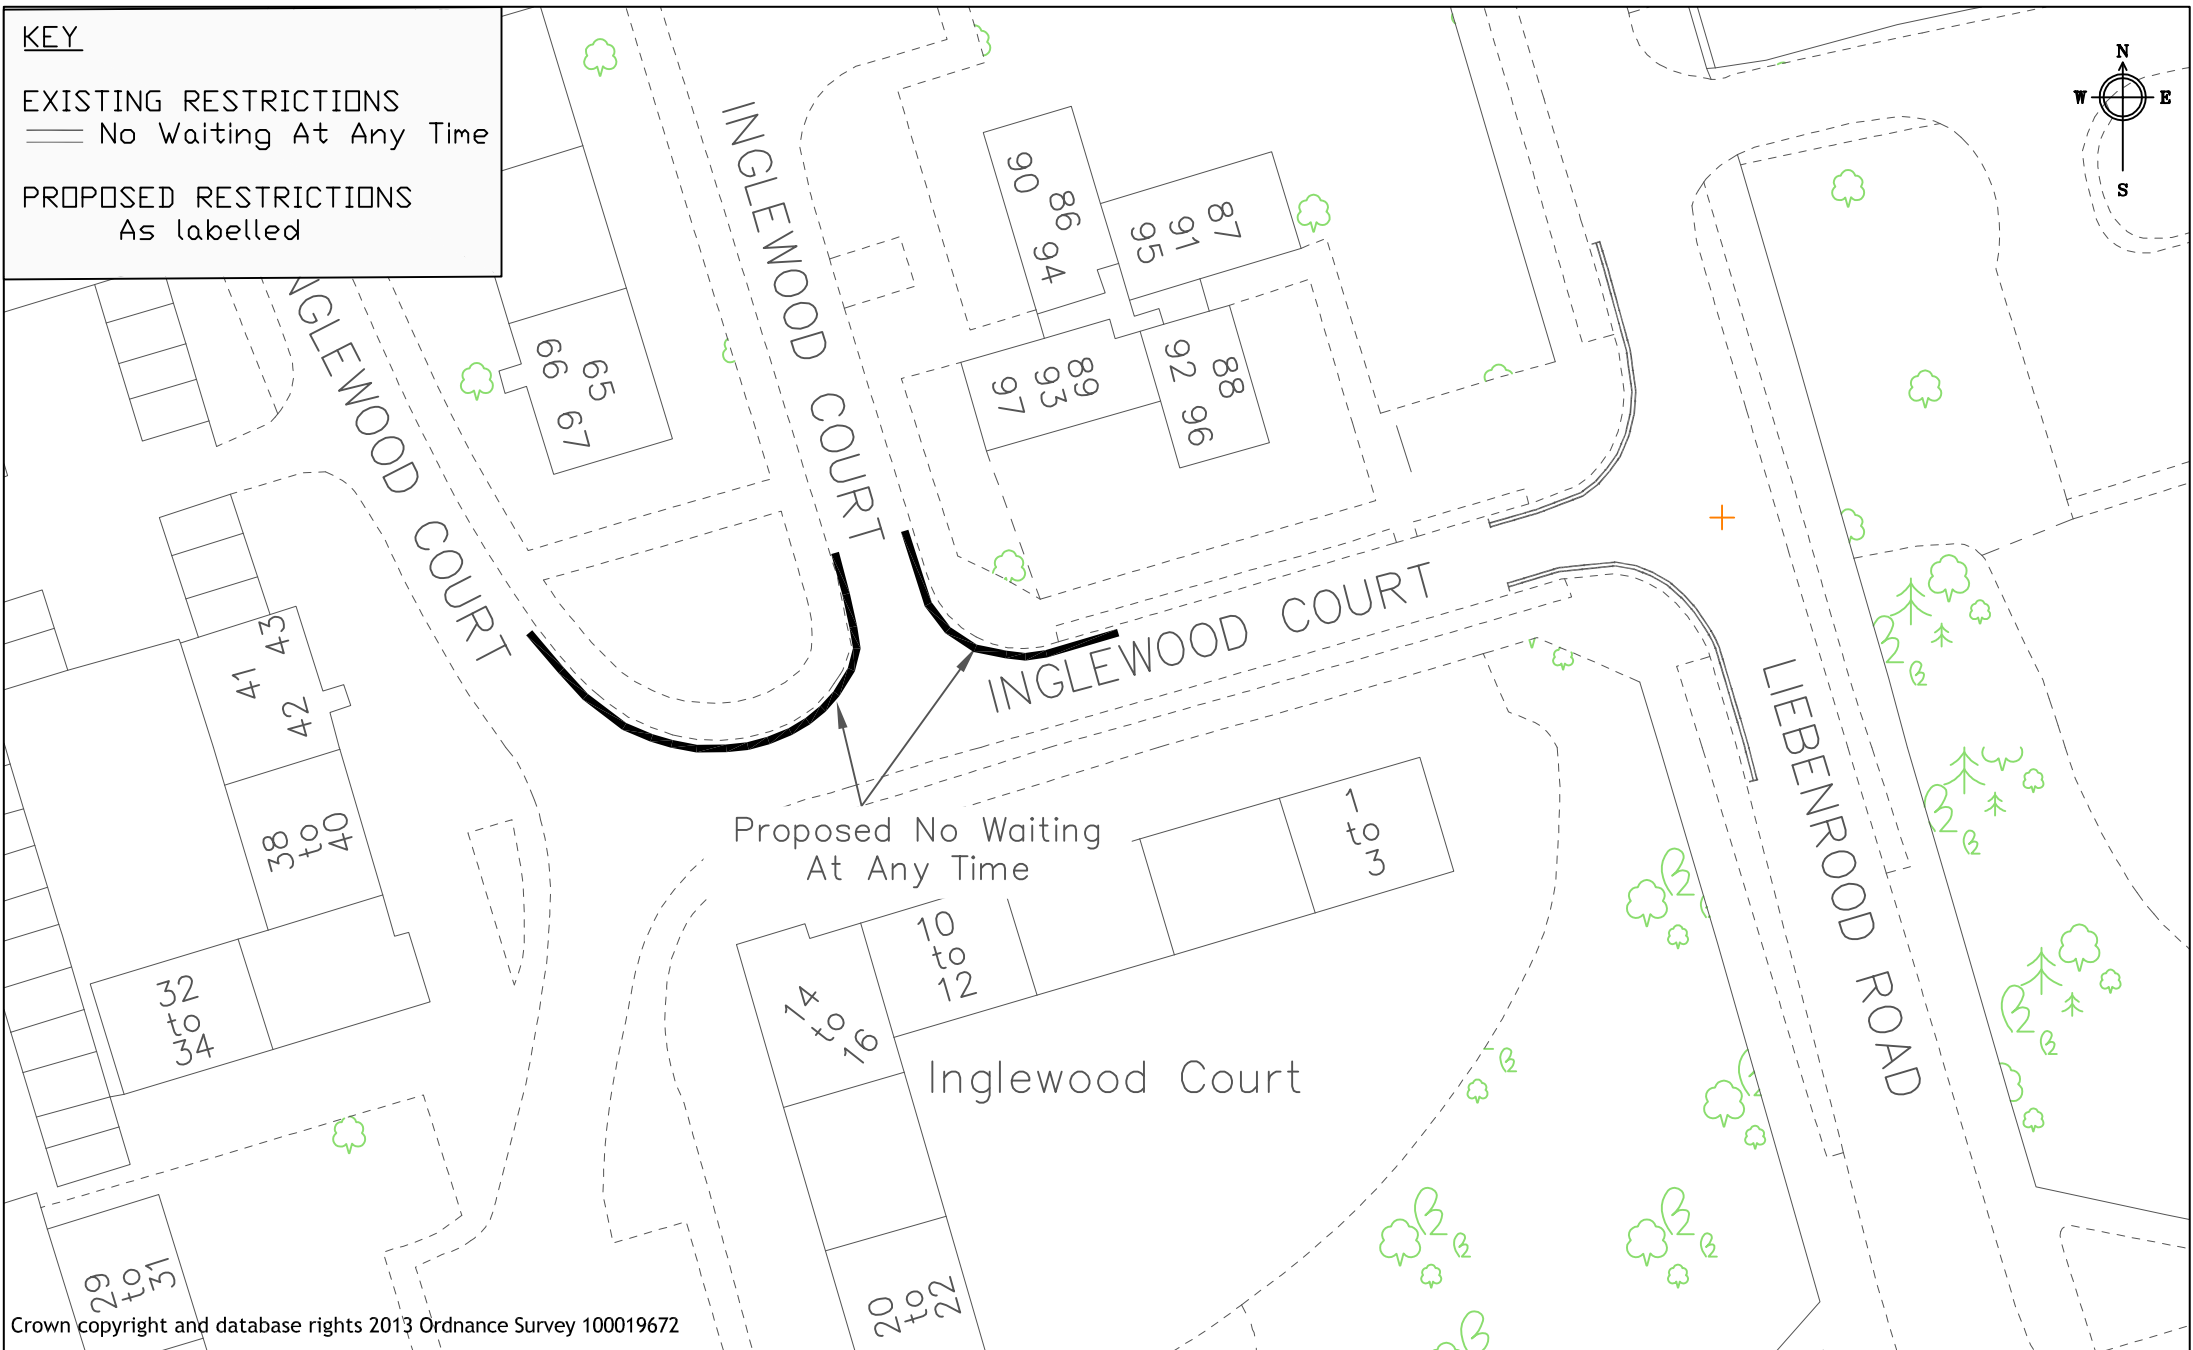 KEY
EXISTING RESTRICTIONS
No Waiting At Any Time
PROPOSED RESTRICTIONS
As labelled
N
W E
S
INGLEWOOD COURT
NGLEWOOD COURT
90 86 94
87 91 95
65 66 67
89 93 97
88 92 96
INGLEWOOD COURT
43 41 42
LIEBENROOD ROAD
Proposed No Waiting
At Any Time
1
to
3
38
to
40
10
to
12
32
to
34
14
to
16
Inglewood Court
29
to
31
20
to
22
Crown copyright and database rights 2013 Ordnance Survey 100019672